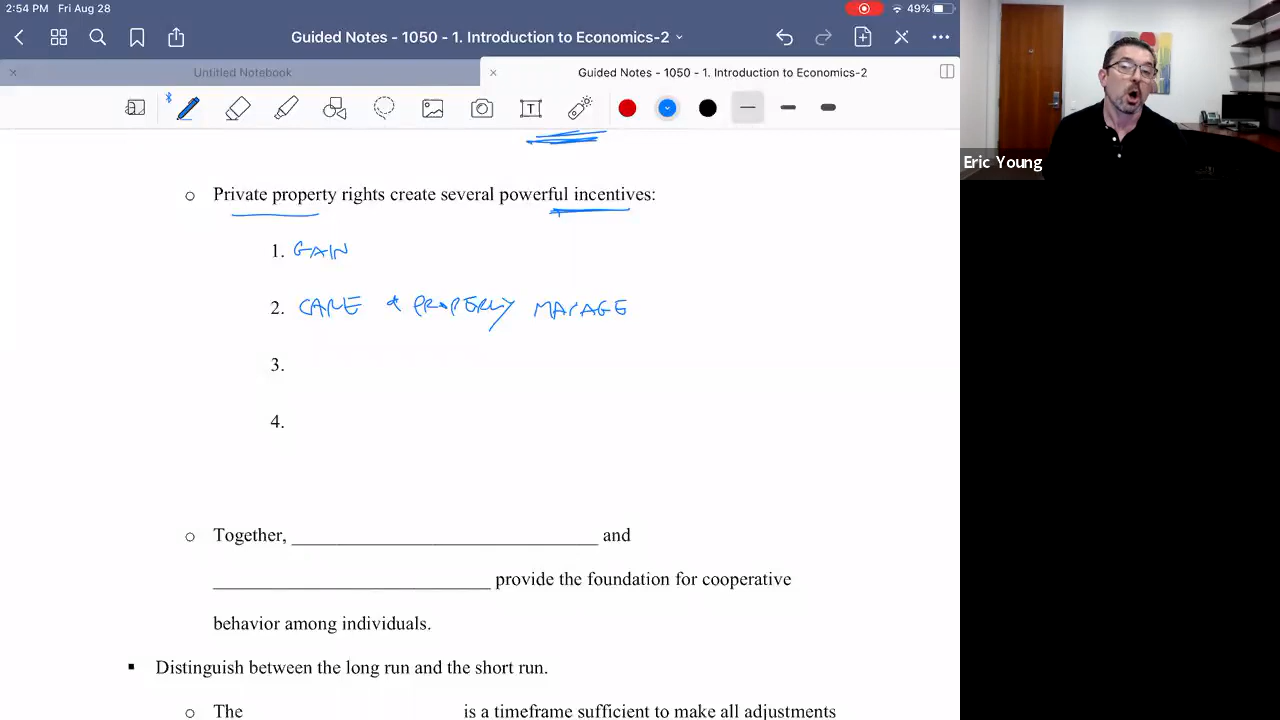 2:54 PM Fri Aug 28
49%
Guided Notes - 1050 - 1. Introduction to Economics-2
Untitled Notebook
Guided Notes - 1050 - 1. Introduction to Economics-2
T
Private property rights create several powerful incentives:
1. GAIN
2. CARE & PROPERLY MANAGE
3.
4.
Together, ________________________________ and
_____________________________ provide the foundation for cooperative
behavior among individuals.
Distinguish between the long run and the short run.
The is a timeframe sufficient to make all adjustments
Eric Young